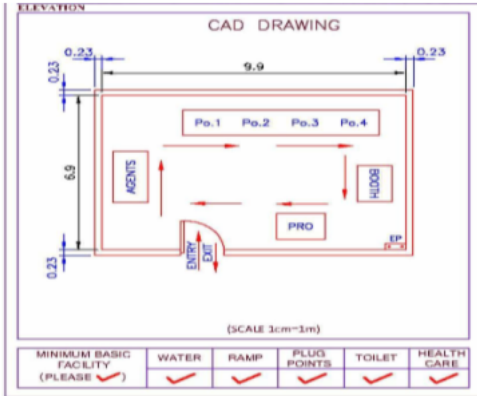 ELEVATION
CAD DRAWING
0.23
0.23
9.9
0.23
Po.1 Po.2 Po.3 Po.4
6.9
AGENTS
BOOTH
PRO
EP
ENTRY
EXIT
0.23
(SCALE 1cm=1m)
MINIMUM BASIC FACILITY (PLEASE ✓)
WATER
RAMP
PLUG POINTS
TOILET
HEALTH CARE
✓ ✓ ✓ ✓ ✓